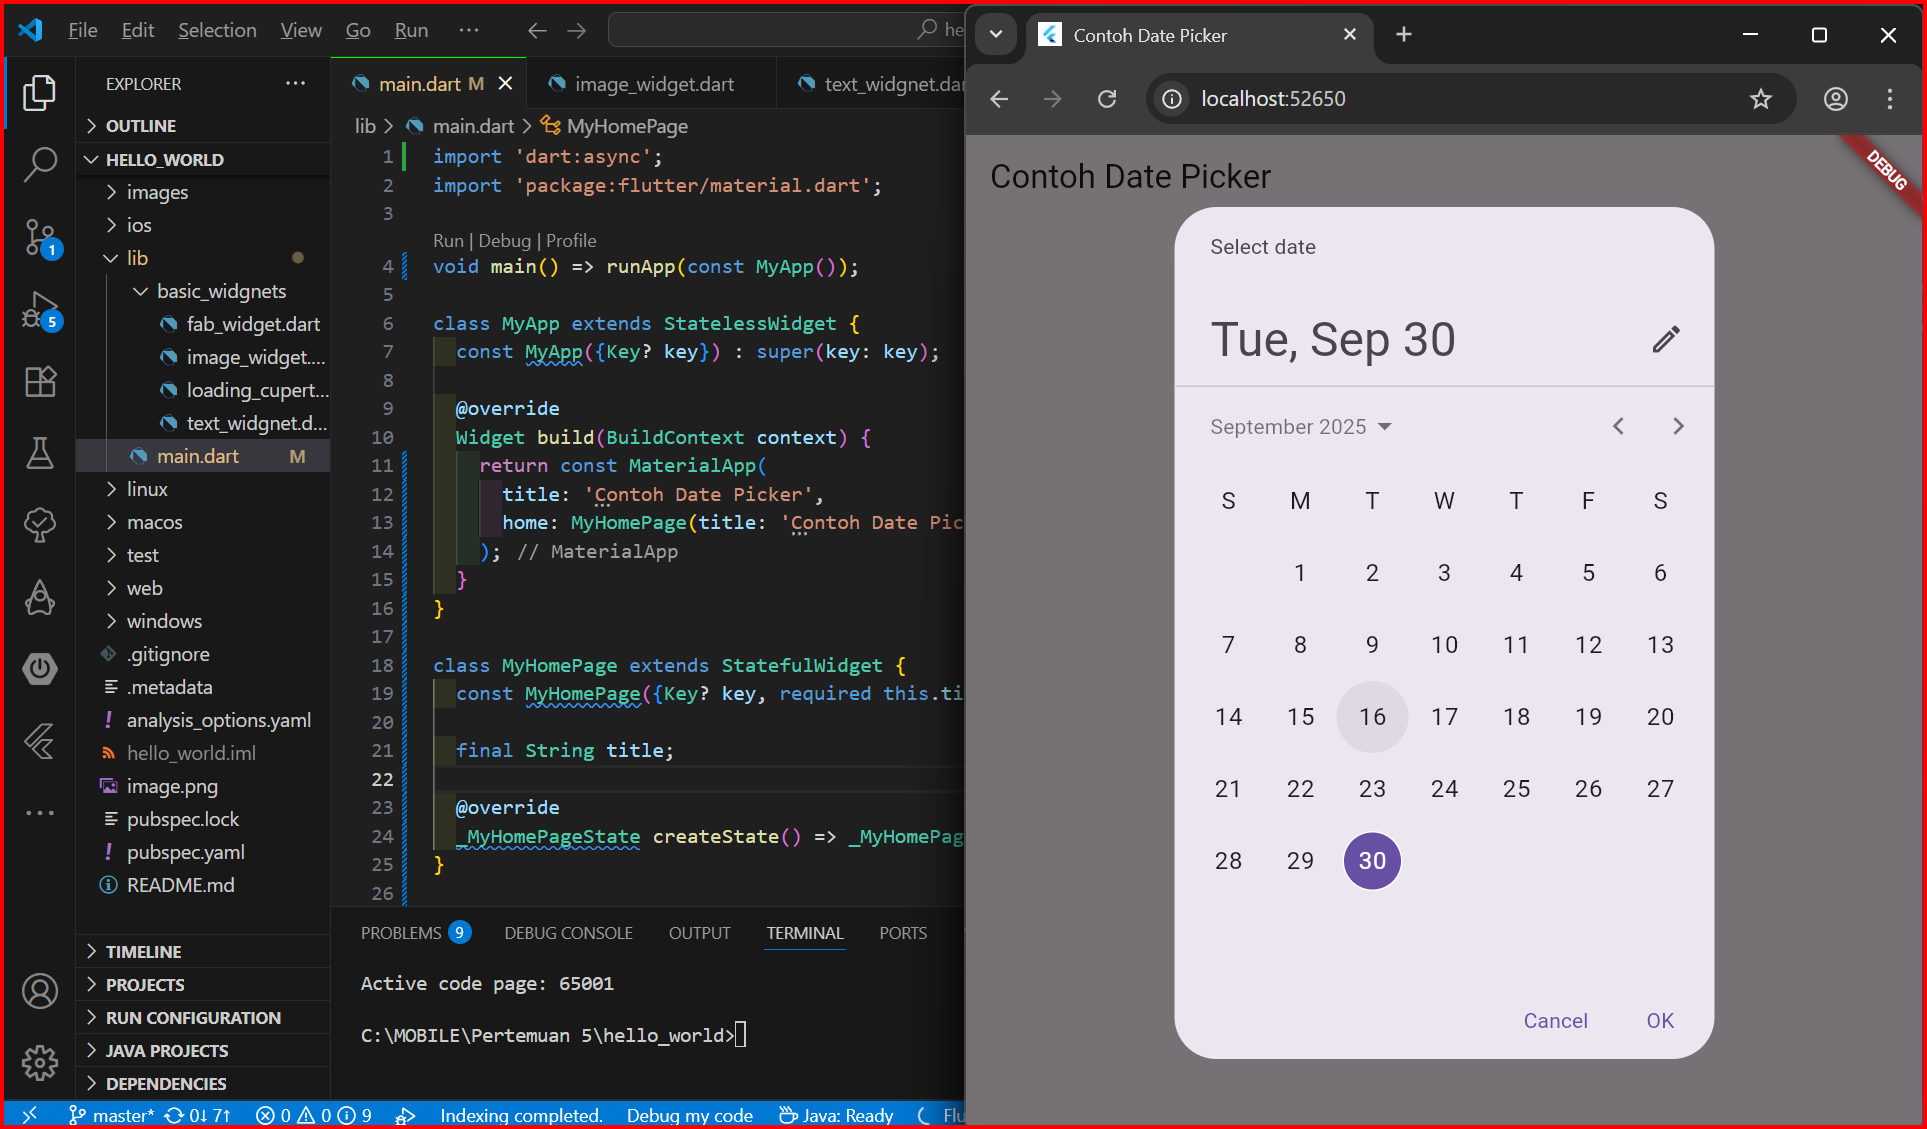 File Edit Selection View Go Run ···
he
EXPLORER ···
OUTLINE
HELLO_WORLD
images
ios
lib
basic_widgnets
fab_widget.dart
image_widget....
loading_cupert...
text_widgnet.d...
main.dart M
linux
macos
test
web
windows
.gitignore
.metadata
! analysis_options.yaml
hello_world.iml
image.png
pubspec.lock
! pubspec.yaml
README.md
TIMELINE
PROJECTS
RUN CONFIGURATION
JAVA PROJECTS
DEPENDENCIES
1
5
main.dart M
image_widget.dart
text_widgnet.dar
lib > main.dart > MyHomePage
1 import 'dart:async';
2 import 'package:flutter/material.dart';
3
Run | Debug | Profile
4 void main() => runApp(const MyApp());
5
6 class MyApp extends StatelessWidget {
7 const MyApp({Key? key}) : super(key: key);
8
9 @override
10 Widget build(BuildContext context) {
11 return const MaterialApp(
12 title: 'Contoh Date Picker',
13 home: MyHomePage(title: 'Contoh Date Pic
14 ); // MaterialApp
15 }
16 }
17
18 class MyHomePage extends StatefulWidget {
19 const MyHomePage({Key? key, required this.ti
20
21 final String title;
22
23 @override
24 _MyHomePageState createState() => _MyHomePag
25 }
26
PROBLEMS 9 DEBUG CONSOLE OUTPUT TERMINAL PORTS
Active code page: 65001
C:\MOBILE\Pertemuan 5\hello_world>
master* 0↓ 7↑ 0 0 9 Indexing completed. Debug my code Java: Ready Flu
Contoh Date Picker
localhost:52650
Contoh Date Picker
DEBUG
Select date
Tue, Sep 30
September 2025
S M T W T F S
1 2 3 4 5 6
7 8 9 10 11 12 13
14 15 16 17 18 19 20
21 22 23 24 25 26 27
28 29 30
Cancel OK